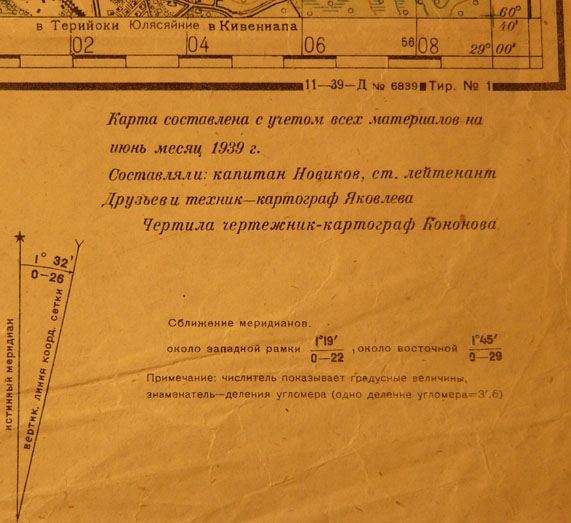 60°
40'
в Терийоки Юлясяйние в Кивеннапа
02 04 06 56 08 29° 00'
11—39—Д № 6839 Тир. № 1
Карта составлена с учетом всех материалов на
июнь месяц 1939 г.
Составляли: капитан Новиков, ст. лейтенант
Друзьев и техник—картограф Яковлева
Чертила чертежник-картограф Кононова
1° 32'
0—26
истинный меридиан
вертик. линия коорд. сетки
Сближение меридианов.
около западной рамки 1°19' / 0—22 , около восточной 1°45' / 0—29
Примечание: числитель показывает градусные величины,
знаменатель—деления угломера (одно деление угломера=3',6)